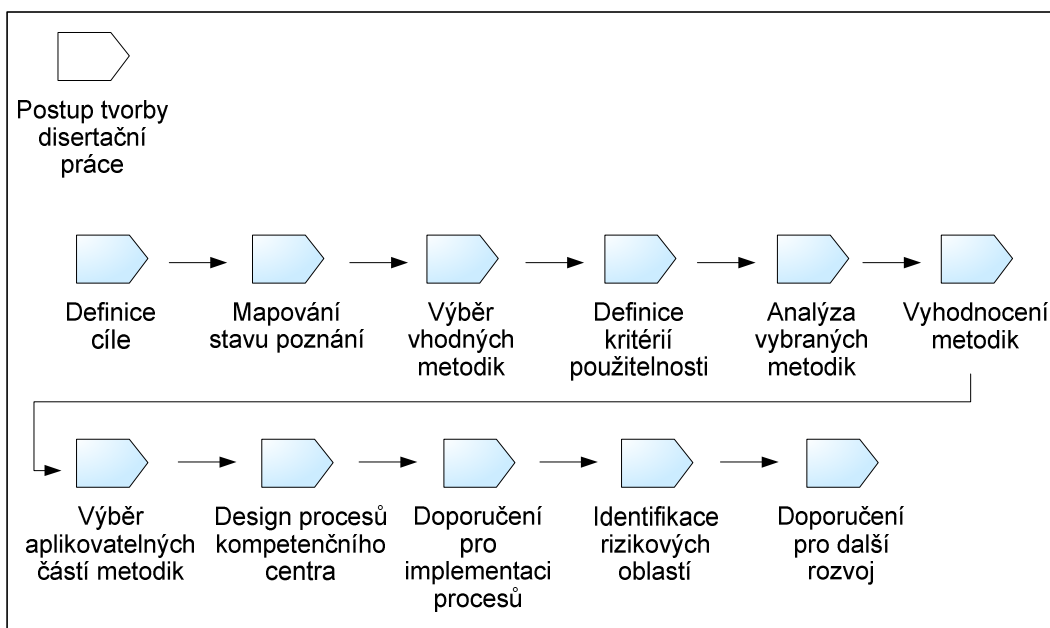 Postup tvorby
disertační
práce
Definice
cíle
Mapování
stavu poznání
Výběr
vhodných
metodik
Definice
kritérií
použitelnosti
Analýza
vybraných
metodik
Vyhodnocení
metodik
Výběr
aplikovatelných
částí metodik
Design procesů
kompetenčního
centra
Doporučení
pro
implementaci
procesů
Identifikace
rizikových
oblastí
Doporučení
pro další
rozvoj